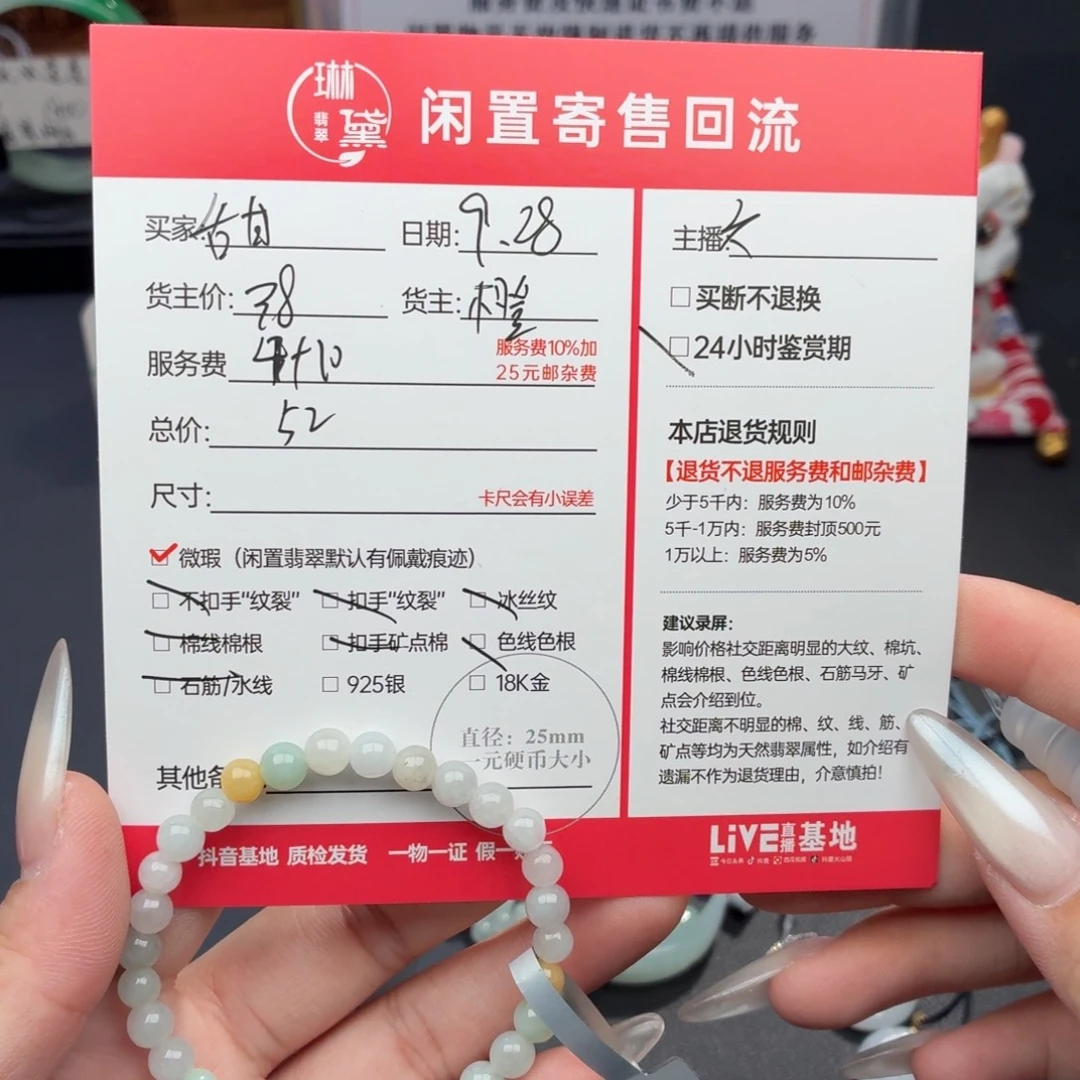 琳黛翡翠
闲置寄售回流
买家: 吉自
日期: 9.28
货主价: 38
货主: 橙
服务费 4+10
服务费10%加
25元邮杂费
总价: 52
尺寸:
卡尺会有小误差
微瑕（闲置翡翠默认有佩戴痕迹）
不扣手“纹裂”
扣手“纹裂”
冰丝纹
棉线棉根
扣手矿点棉
色线色根
石筋/水线
925银
18K金
直径：25mm
一元硬币大小
其他备
抖音基地 质检发货 一物一证 假一
主播:
买断不退换
24小时鉴赏期
本店退货规则
【退货不退服务费和邮杂费】
少于5千内：服务费为10%
5千-1万内：服务费封顶500元
1万以上：服务费为5%
建议录屏：
影响价格社交距离明显的大纹、棉坑、
棉线棉根、色线色根、石筋马牙、矿
点会介绍到位。
社交距离不明显的棉、纹、线、筋、
矿点等均为天然翡翠属性，如介绍有
遗漏不作为退货理由，介意慎拍！
LiVE直播基地